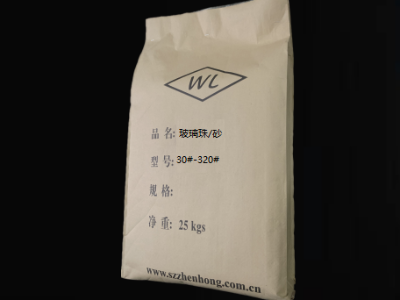 WL
品 名: 玻璃珠/砂
型 号: 30#-320#
规 格:
净 重: 25 kgs
www.szzhenhong.com.cn